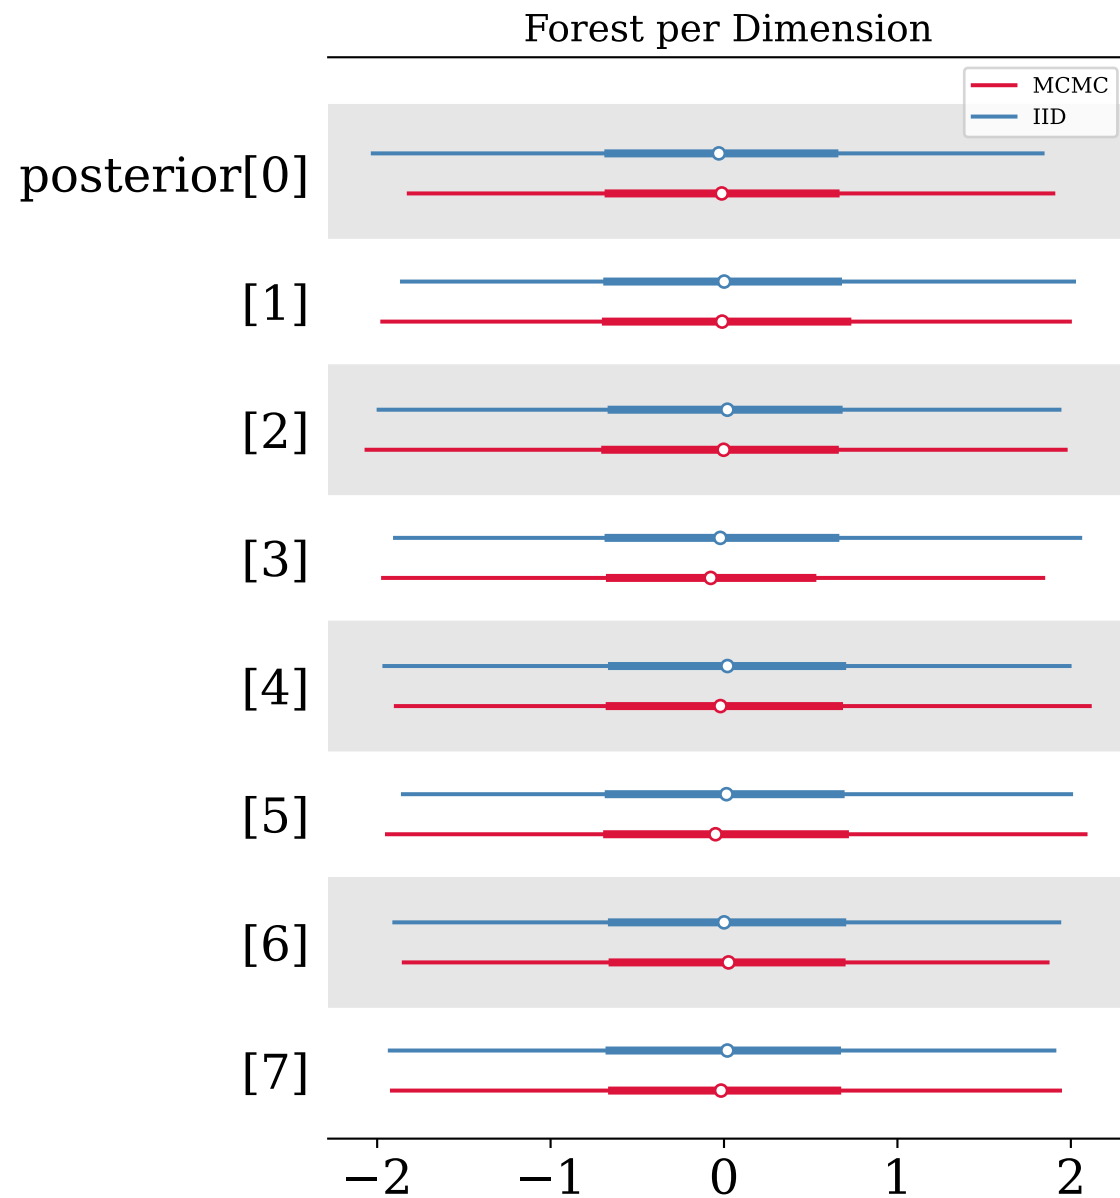 Forest per Dimension
MCMC
IID
posterior[0]
[1]
[2]
[3]
[4]
[5]
[6]
[7]
−2 −1 0 1 2